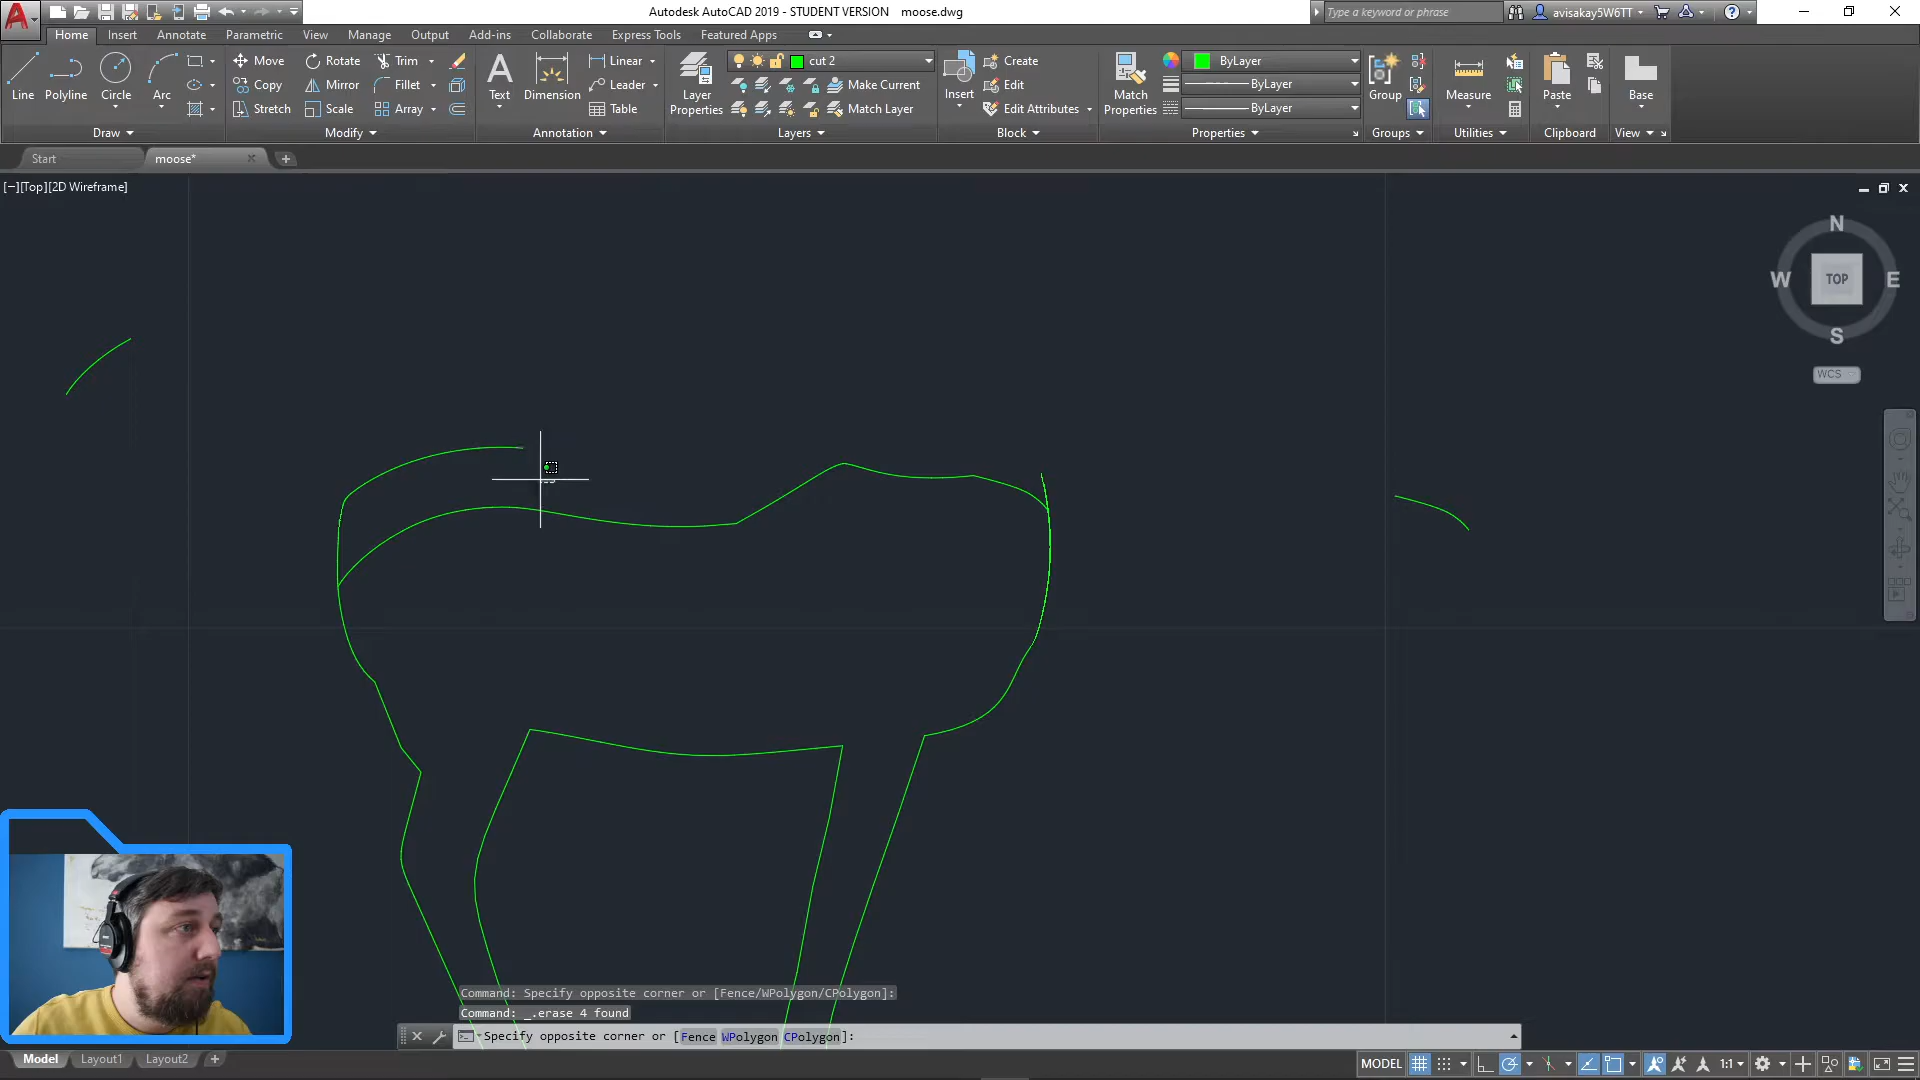 Autodesk AutoCAD 2019 - STUDENT VERSION moose.dwg
Type a keyword or phrase
avisakay5W6TT
Home Insert Annotate Parametric View Manage Output Add-ins Collaborate Express Tools Featured Apps
Line
Polyline
Circle
Arc
Move
Rotate
Trim
Copy
Mirror
Fillet
Stretch
Scale
Array
Text
Dimension
Linear
Leader
Table
Layer
Properties
cut 2
Make Current
Match Layer
Insert
Create
Edit
Edit Attributes
Match
Properties
ByLayer
ByLayer
ByLayer
Group
Measure
Paste
Base
Draw
Modify
Annotation
Layers
Block
Properties
Groups
Utilities
Clipboard
View
Start
moose*
[−][Top][2D Wireframe]
N
W
TOP
E
S
WCS
Command: Specify opposite corner or [Fence/WPolygon/CPolygon]:
Command: _.erase 4 found
Specify opposite corner or [Fence WPolygon CPolygon]:
Model Layout1 Layout2 +
MODEL
1:1